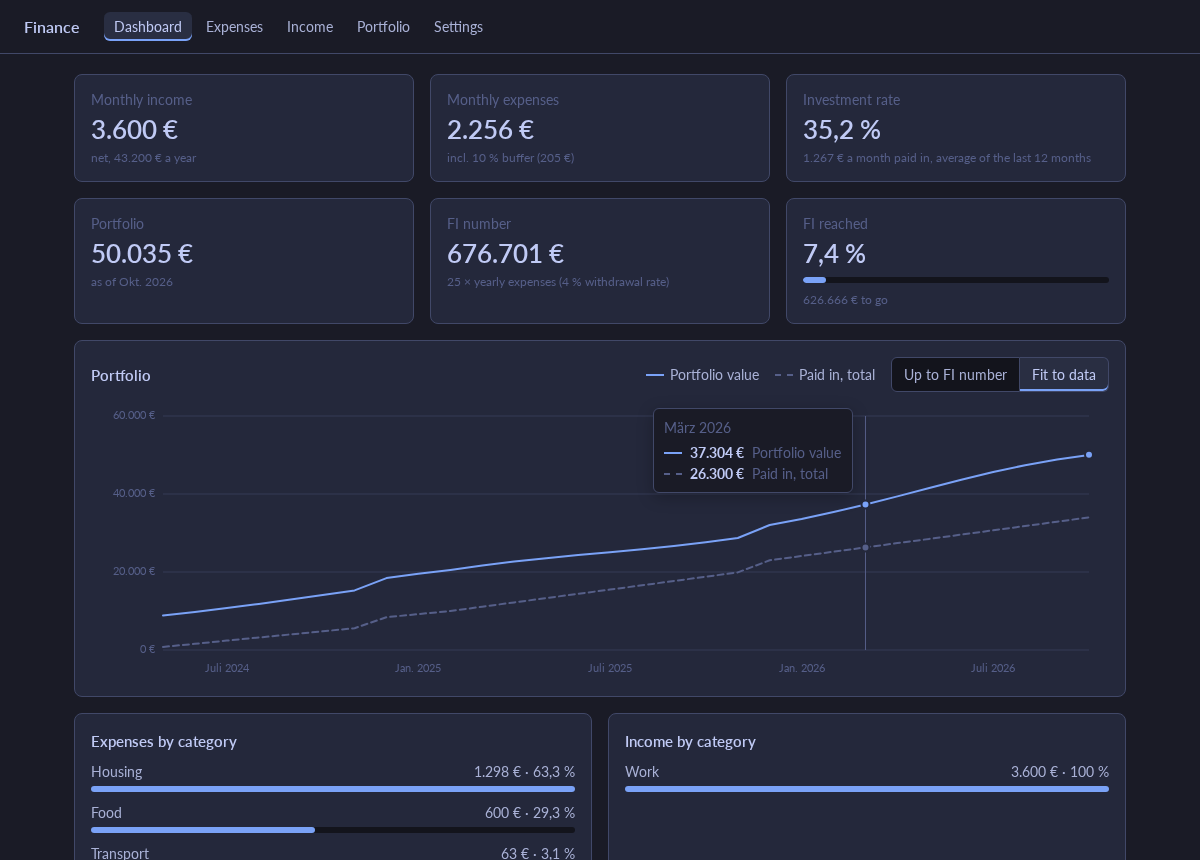 Finance Dashboard Expenses Income Portfolio Settings
Monthly income
3.600 €
net, 43.200 € a year
Monthly expenses
2.256 €
incl. 10 % buffer (205 €)
Investment rate
35,2 %
1.267 € a month paid in, average of the last 12 months
Portfolio
50.035 €
as of Okt. 2026
FI number
676.701 €
25 × yearly expenses (4 % withdrawal rate)
FI reached
7,4 %
626.666 € to go
Portfolio
Portfolio value Paid in, total Up to FI number Fit to data
60.000 €
40.000 €
20.000 €
0 €
März 2026
37.304 € Portfolio value
26.300 € Paid in, total
Juli 2024 Jan. 2025 Juli 2025 Jan. 2026 Juli 2026
Expenses by category
Housing 1.298 € · 63,3 %
Food 600 € · 29,3 %
Transport 63 € · 3,1 %
Income by category
Work 3.600 € · 100 %